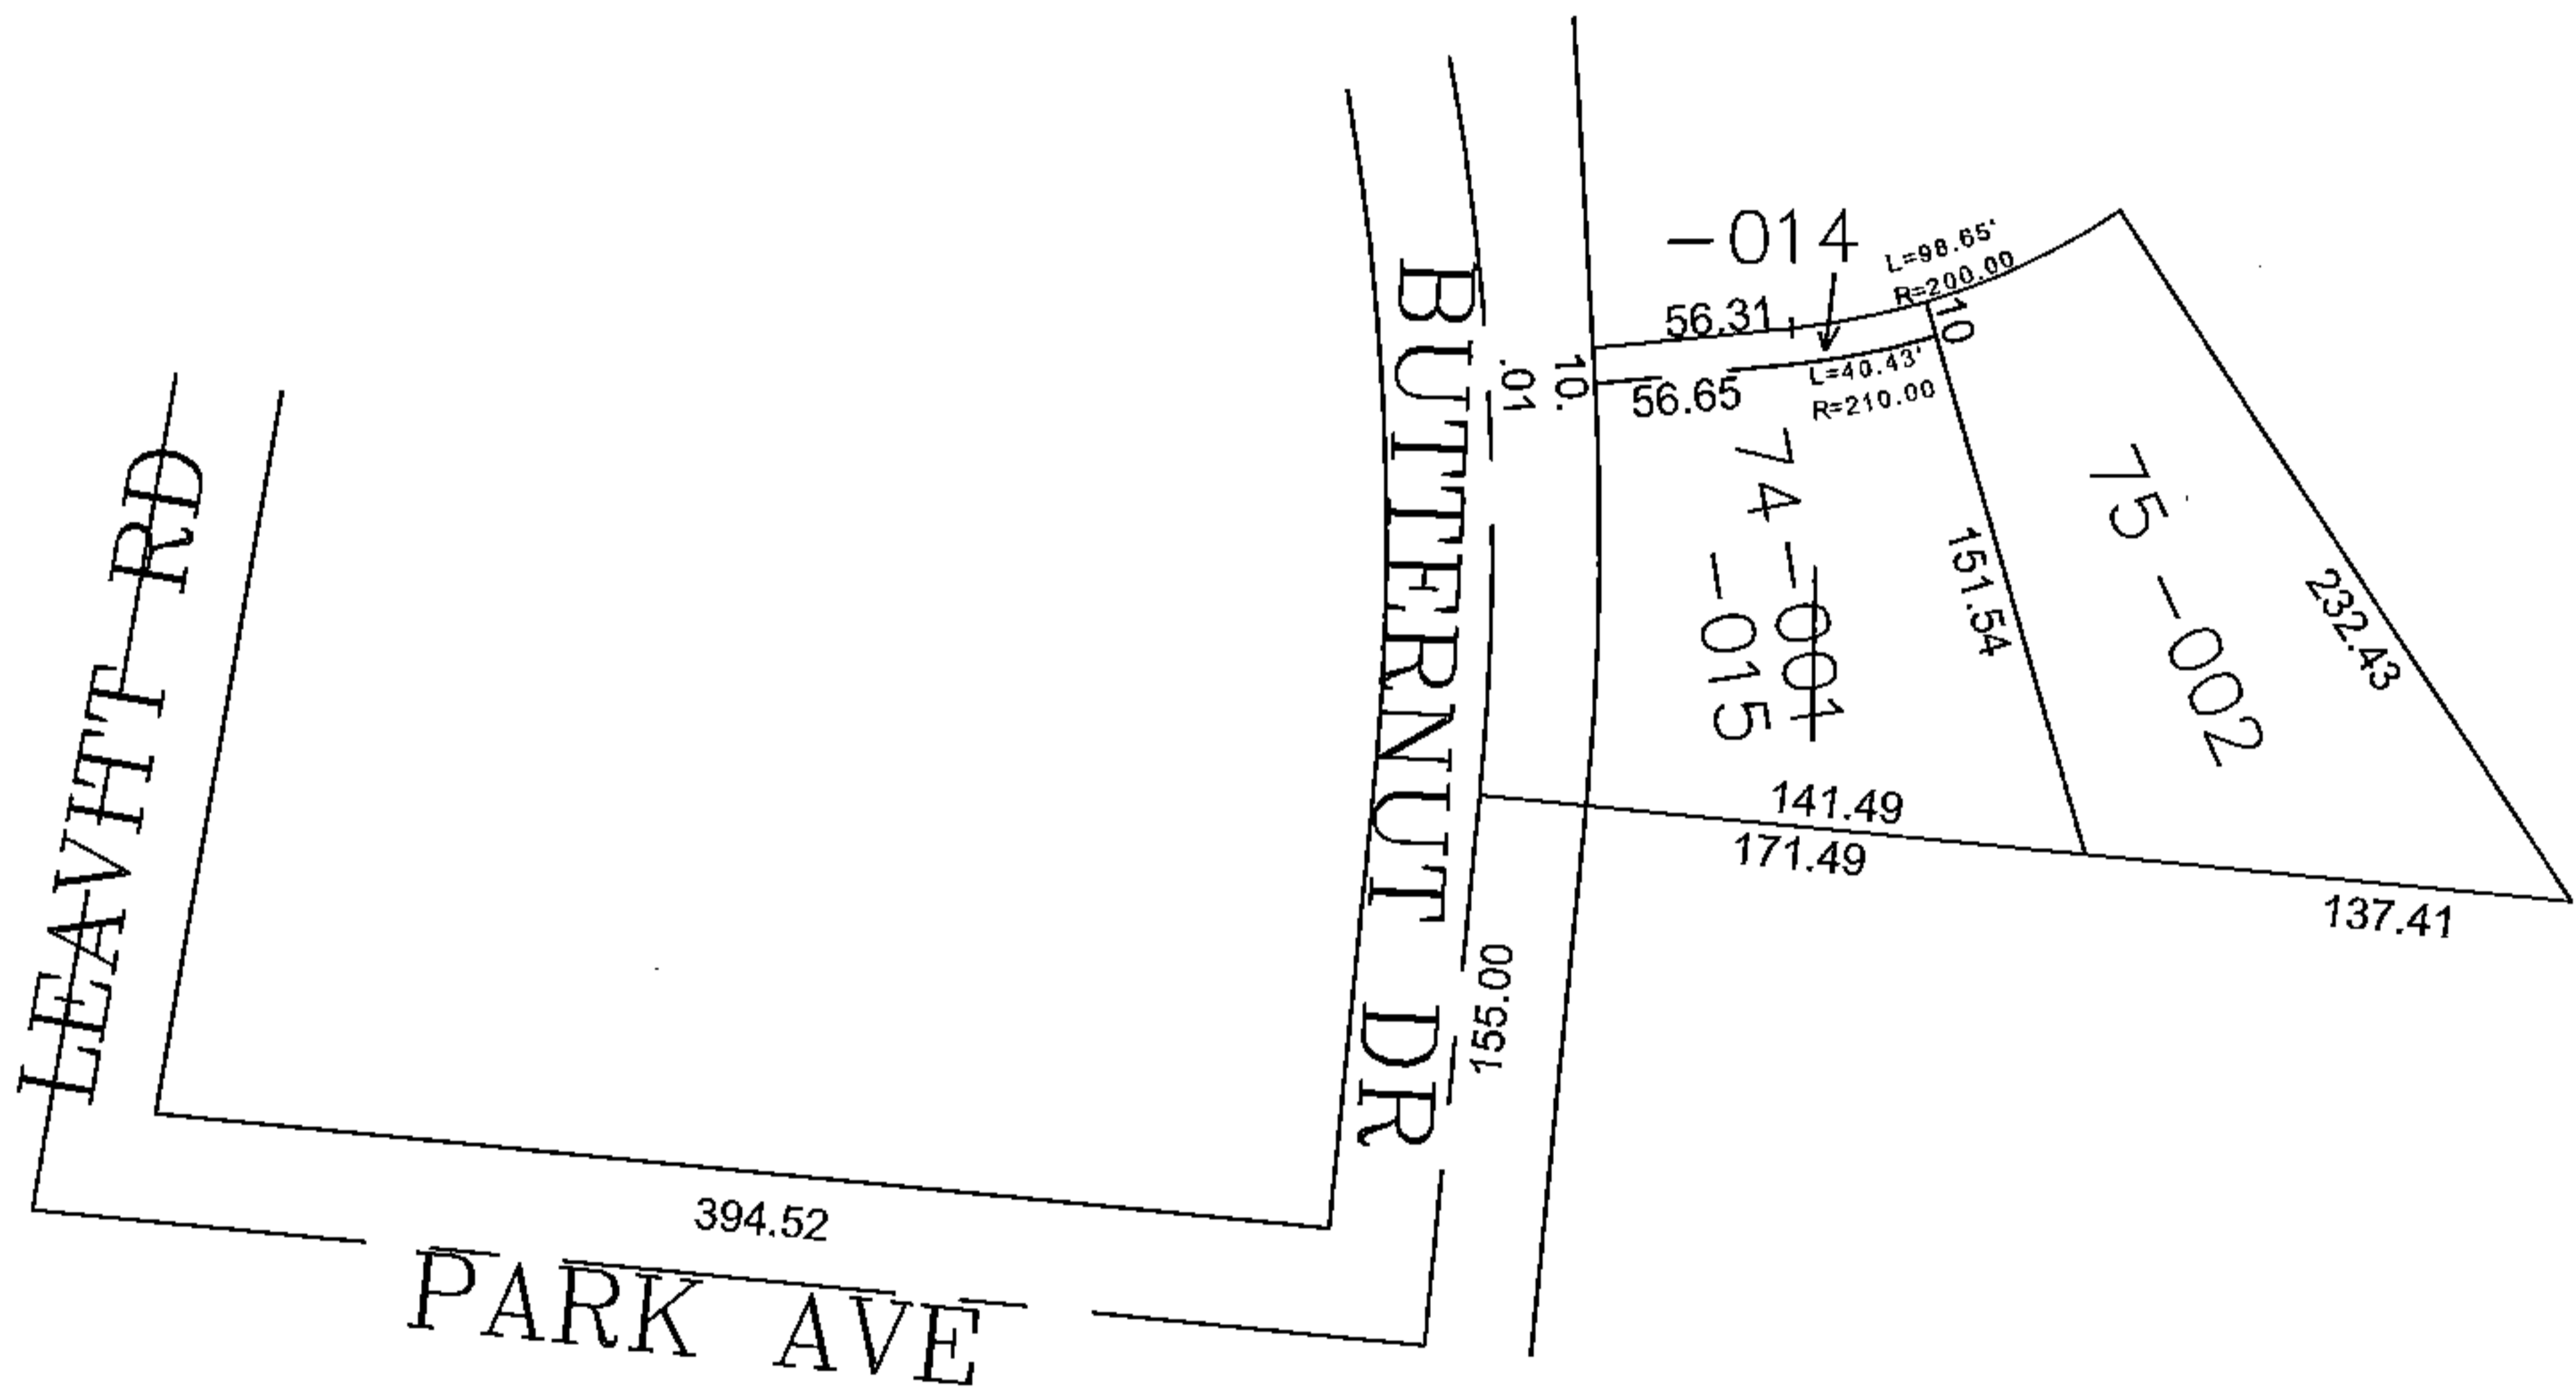 -014
L=98.65'
R=200.00
56.31
10
10.
.01
56.65
L=40.43'
R=210.00
BUTTERNUT DR
LEAVITT RD
74 -001
-015
75 -002
151.54
232.43
141.49
171.49
137.41
155.00
394.52
PARK AVE